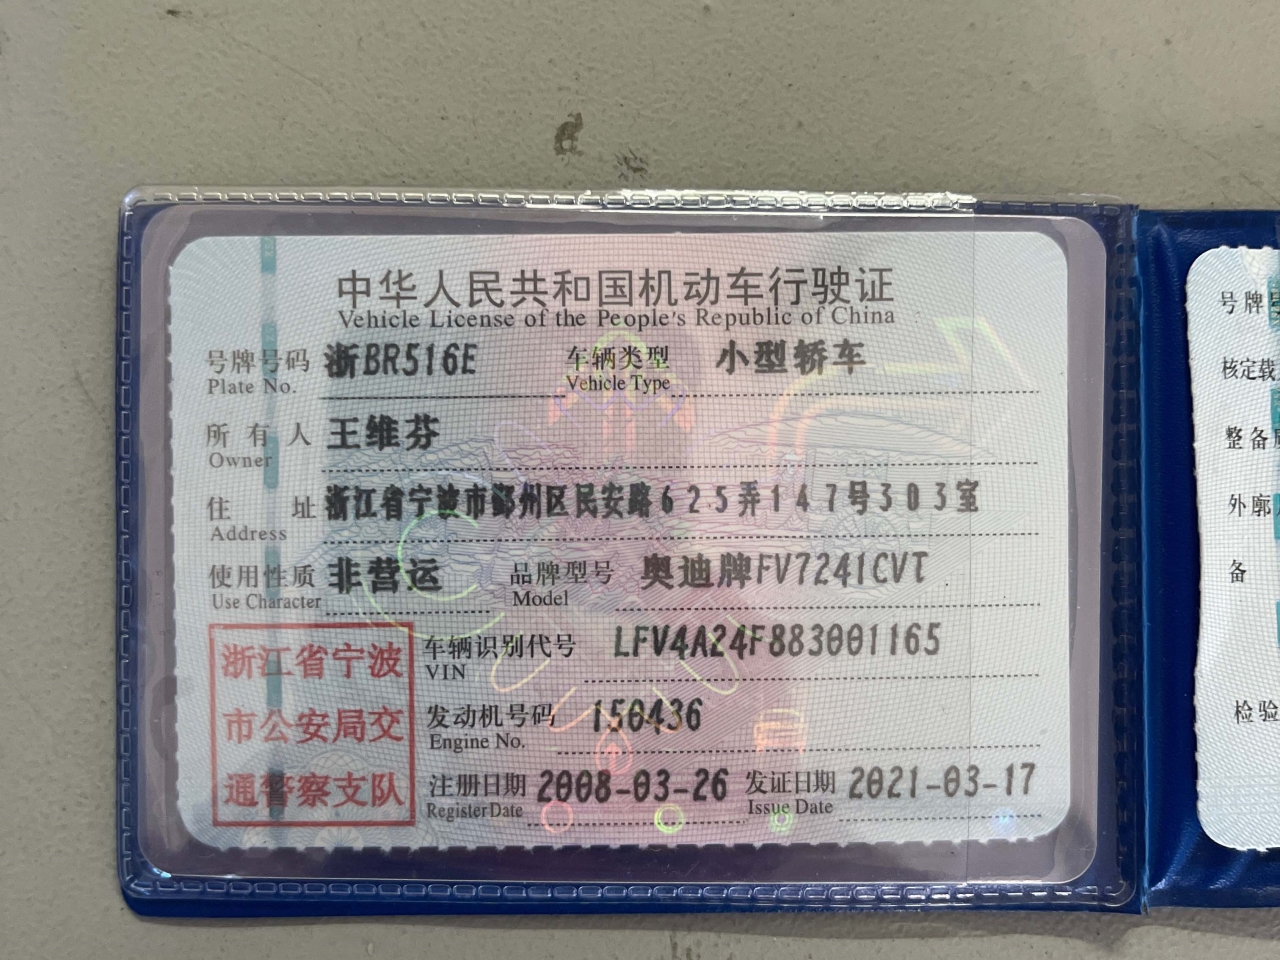 中华人民共和国机动车行驶证
Vehicle License of the People's Republic of China
号牌号码 浙BR516E 车辆类型 小型轿车
Plate No. Vehicle Type
所有人 王维芬
Owner
住址 浙江省宁波市鄞州区民安路625弄147号303室
Address
使用性质 非营运 品牌型号 奥迪牌FV7241CVT
Use Character Model
浙江省宁波
市公安局交
通警察支队
车辆识别代号 LFV4A24F883001165
VIN
发动机号码 150436
Engine No.
注册日期 2008-03-26 发证日期 2021-03-17
Register Date Issue Date
号牌
核定载
整备
外廓
备
检验